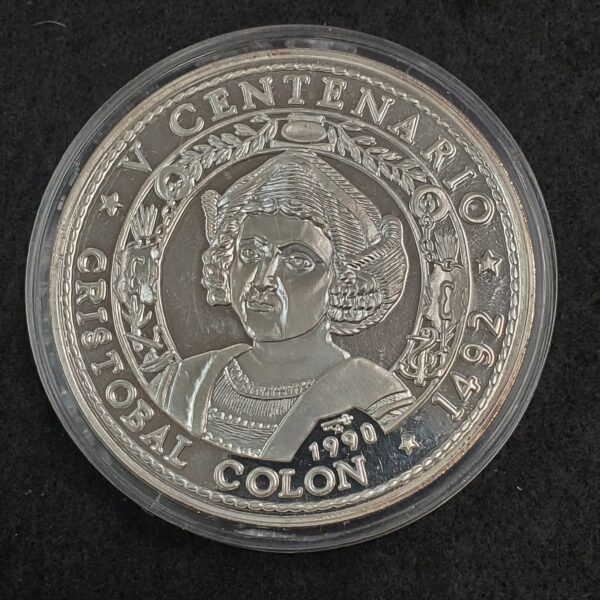 V CENTENARIO
CRISTOBAL COLON
1492
1990